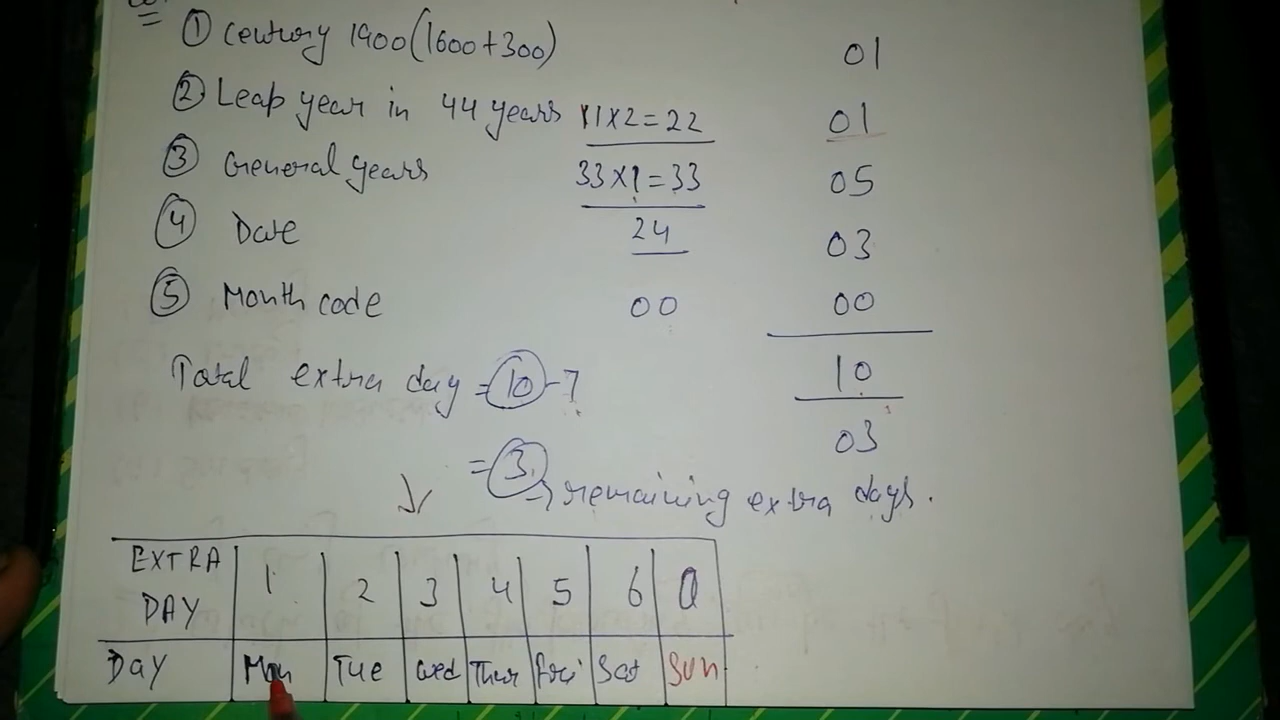 ① Century 1900 (1600+300) 01
② Leap year in 44 years 11×2=22 01
③ General years 33×1=33 05
④ Date 24 03
⑤ Month code 00 00
Total extra day = 10-7 10
= 3 → remaining extra days. 03
EXTRA DAY 1 2 3 4 5 6 0
DAY Mon Tue Wed Thur Fri Sat Sun